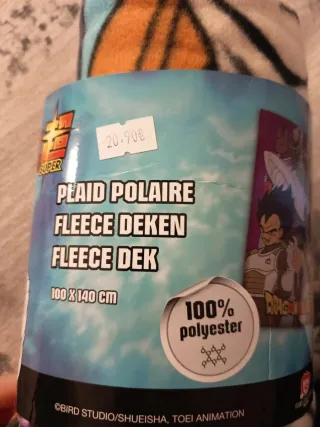 SUPER
20.90€
PLAID POLAIRE
FLEECE DEKEN
FLEECE DEK
100 X 140 CM
100%
polyester
©BIRD STUDIO/SHUEISHA, TOEI ANIMATION